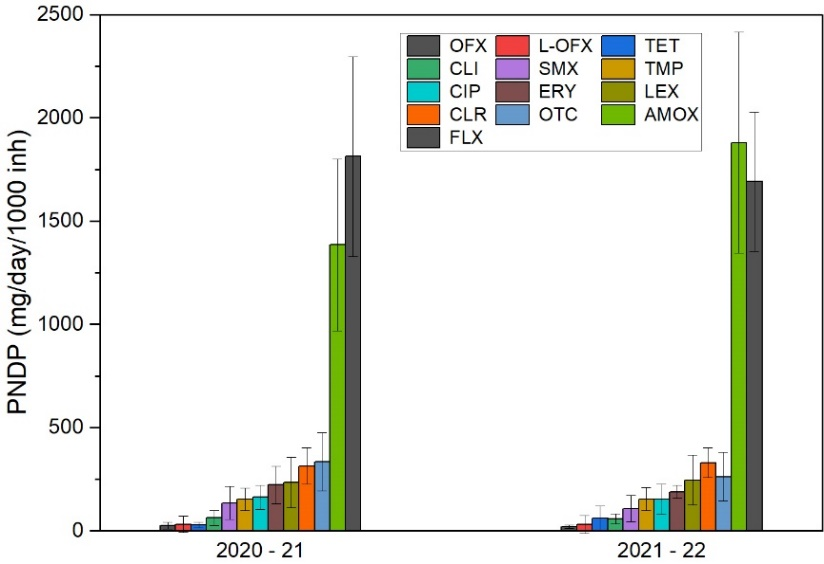 2500
2000
1500
1000
500
0
PNDP (mg/day/1000 inh)
OFX L-OFX TET
CLI SMX TMP
CIP ERY LEX
CLR OTC AMOX
FLX
2020 - 21 2021 - 22